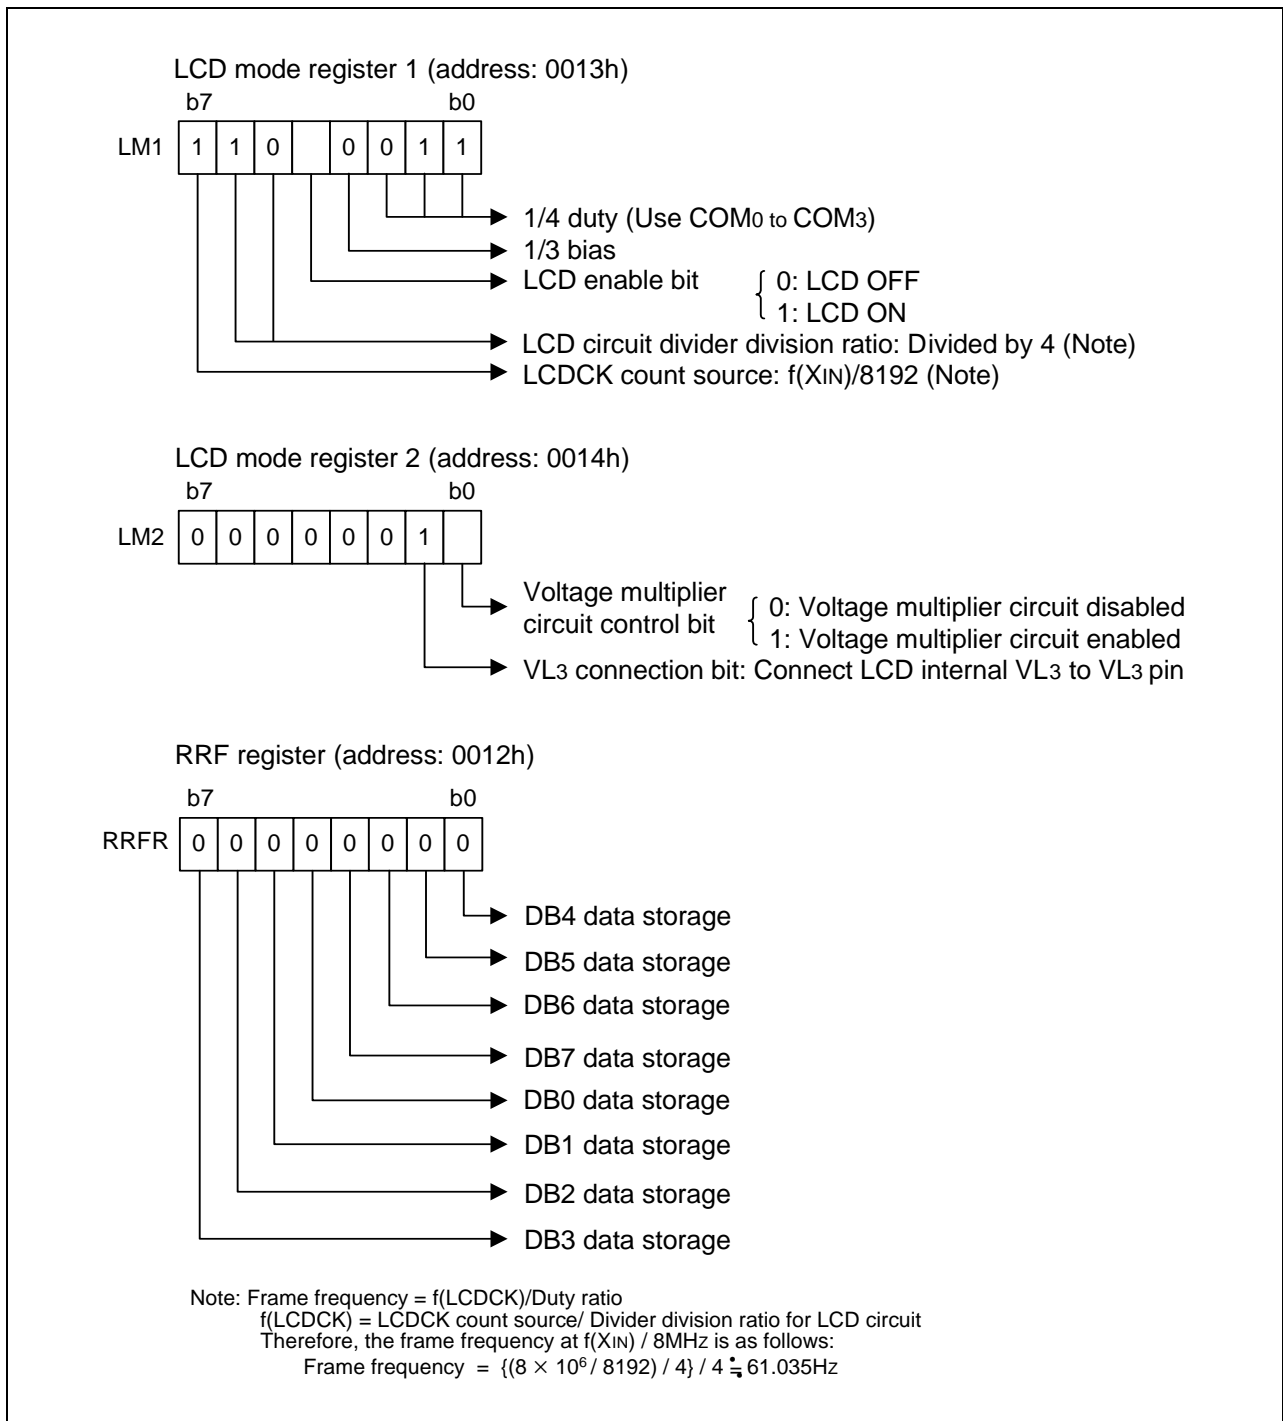 LCD mode register 1 (address: 0013h)
b7 b0
LM1 1 1 0 0 0 1 1
1/4 duty (Use COM0 to COM3)
1/3 bias
LCD enable bit 0: LCD OFF
1: LCD ON
LCD circuit divider division ratio: Divided by 4 (Note)
LCDCK count source: f(XIN)/8192 (Note)
LCD mode register 2 (address: 0014h)
b7 b0
LM2 0 0 0 0 0 0 1
Voltage multiplier
circuit control bit
0: Voltage multiplier circuit disabled
1: Voltage multiplier circuit enabled
VL3 connection bit: Connect LCD internal VL3 to VL3 pin
RRF register (address: 0012h)
b7 b0
RRFR 0 0 0 0 0 0 0 0
DB4 data storage
DB5 data storage
DB6 data storage
DB7 data storage
DB0 data storage
DB1 data storage
DB2 data storage
DB3 data storage
Note: Frame frequency = f(LCDCK)/Duty ratio
f(LCDCK) = LCDCK count source/ Divider division ratio for LCD circuit
Therefore, the frame frequency at f(XIN) / 8MHz is as follows:
Frame frequency = {(8 × 10⁶ / 8192) / 4} / 4 ≒ 61.035Hz